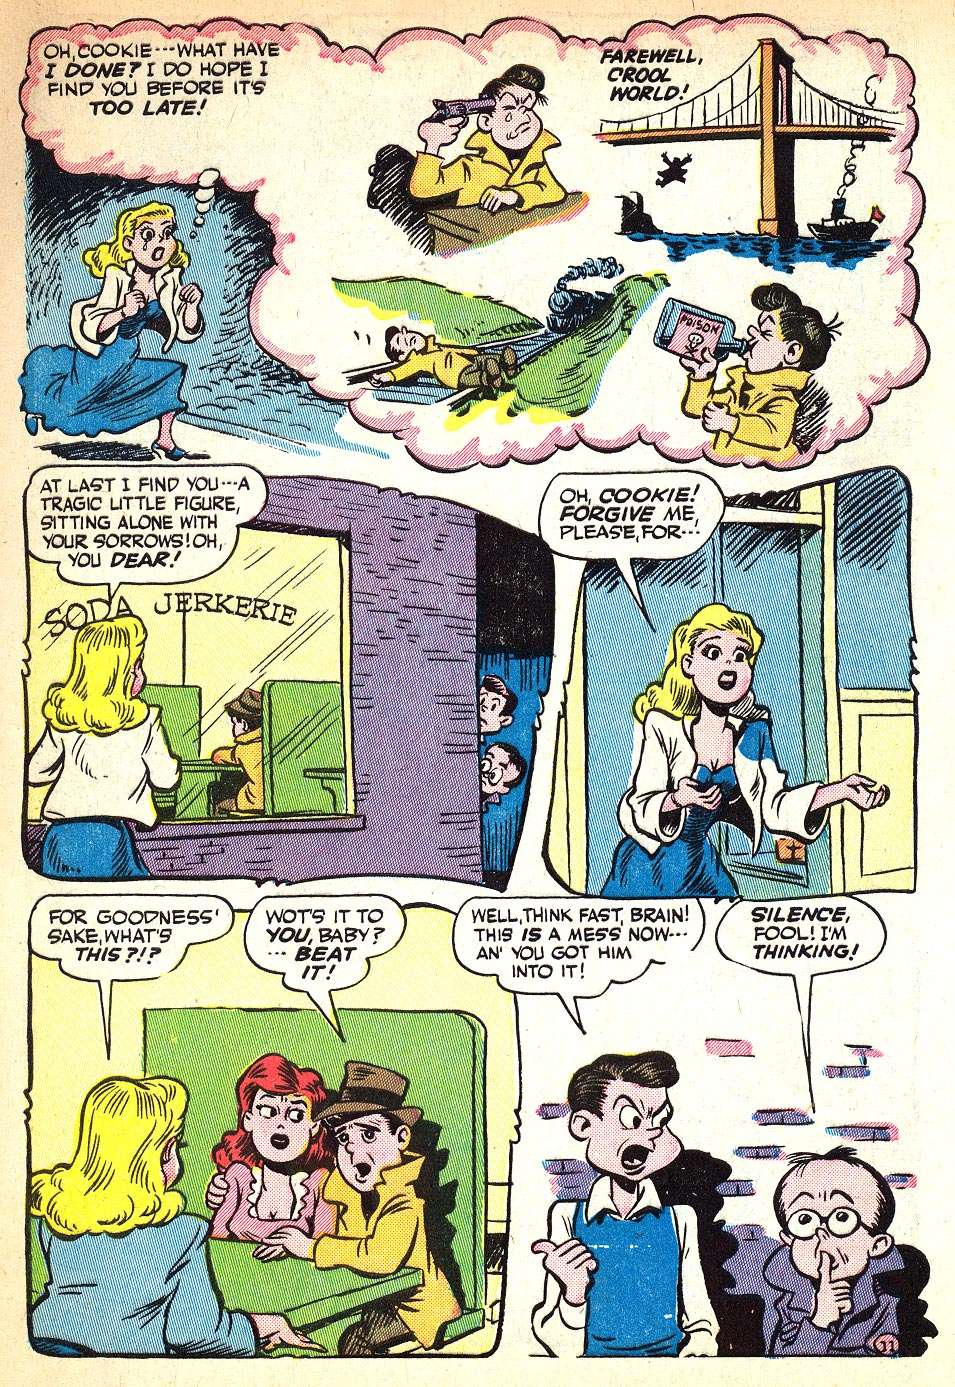 OH, COOKIE---WHAT HAVE
I DONE? I DO HOPE I
FIND YOU BEFORE IT'S
TOO LATE!
FAREWELL,
C'ROOL
WORLD!
POISON
AT LAST I FIND YOU---A
TRAGIC LITTLE FIGURE,
SITTING ALONE WITH
YOUR SORROWS! OH,
YOU DEAR!
SODA JERKERIE
OH, COOKIE!
FORGIVE ME,
PLEASE, FOR---
FOR GOODNESS'
SAKE, WHAT'S
THIS?!?
WOT'S IT TO
YOU, BABY?
... BEAT
IT!
WELL, THINK FAST, BRAIN!
THIS IS A MESS NOW---
AN' YOU GOT HIM
INTO IT!
SILENCE,
FOOL! I'M
THINKING!
11